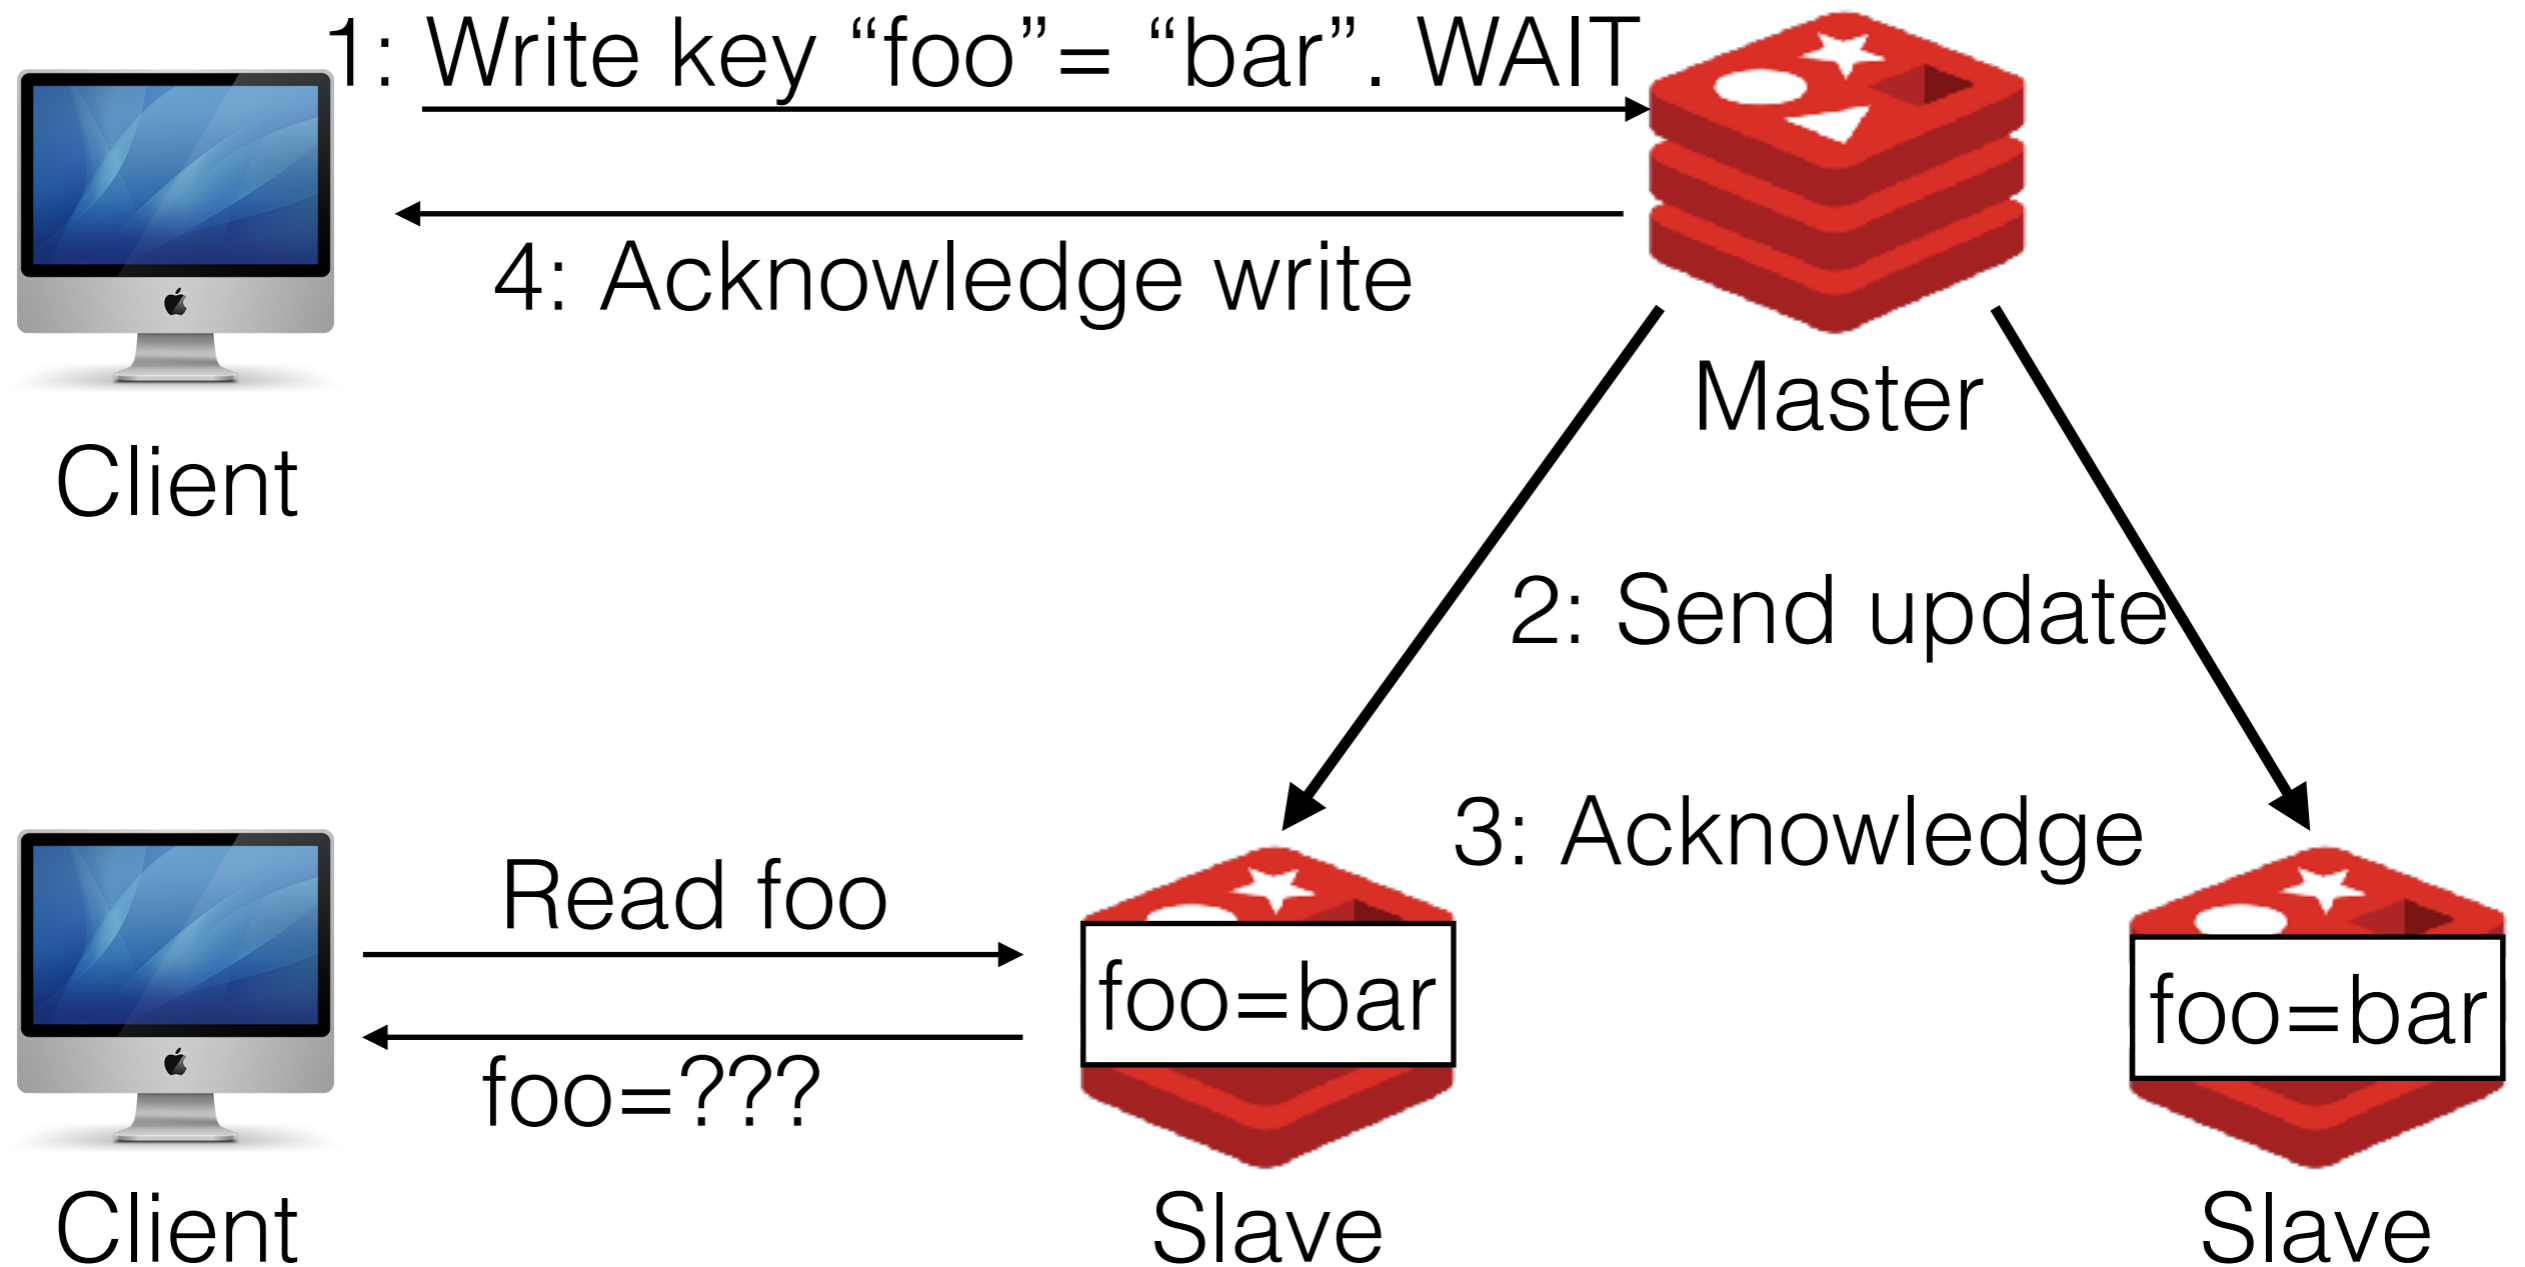 1: Write key “foo”= “bar”. WAIT
4: Acknowledge write
Master
Client
2: Send update
3: Acknowledge
Read foo
foo=bar
foo=bar
foo=???
Client
Slave
Slave